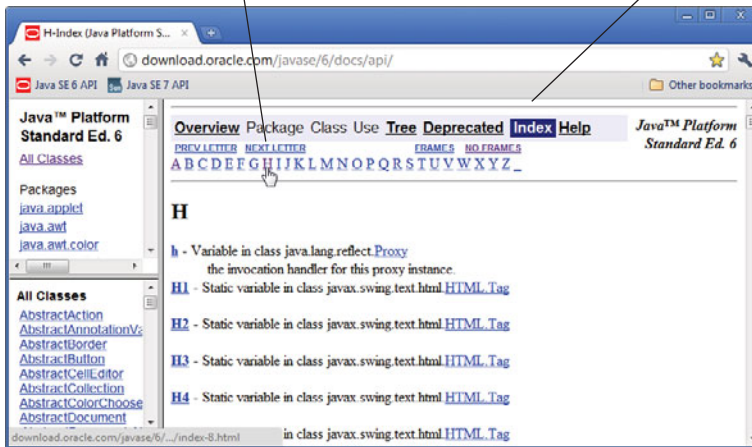 H-Index (Java Platform S...
download.oracle.com/javase/6/docs/api/
Java SE 6 API Java SE 7 API Other bookmarks
Java™ Platform
Standard Ed. 6
All Classes
Packages
java.applet
java.awt
java.awt.color
All Classes
AbstractAction
AbstractAnnotationVa
AbstractBorder
AbstractButton
AbstractCellEditor
AbstractCollection
AbstractColorChoose
AbstractDocument
Overview Package Class Use Tree Deprecated Index Help
Java™ Platform
Standard Ed. 6
PREV LETTER NEXT LETTER FRAMES NO FRAMES
A B C D E F G H I J K L M N O P Q R S T U V W X Y Z _
H
h - Variable in class java.lang.reflect.Proxy
the invocation handler for this proxy instance.
H1 - Static variable in class javax.swing.text.html.HTML.Tag
H2 - Static variable in class javax.swing.text.html.HTML.Tag
H3 - Static variable in class javax.swing.text.html.HTML.Tag
H4 - Static variable in class javax.swing.text.html.HTML.Tag
in class javax.swing.text.html.HTML.Tag
download.oracle.com/javase/6/.../index-8.html